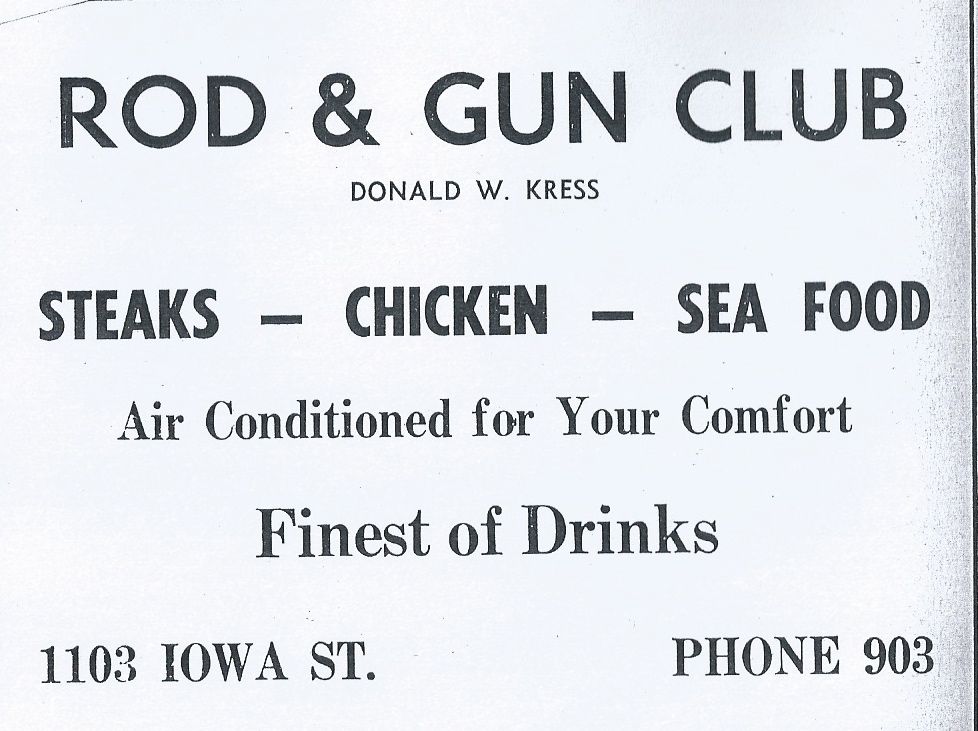 ROD & GUN CLUB
DONALD W. KRESS
STEAKS — CHICKEN — SEA FOOD
Air Conditioned for Your Comfort
Finest of Drinks
1103 IOWA ST. PHONE 903